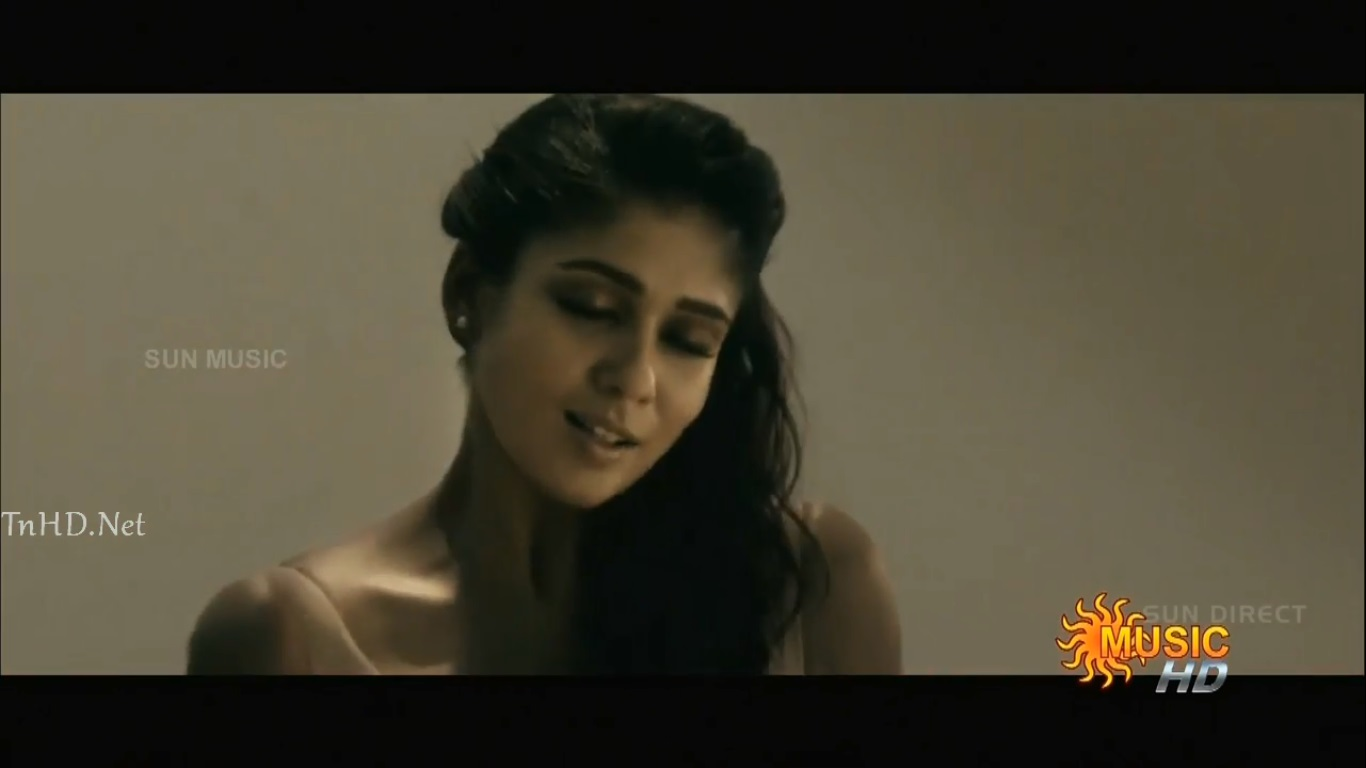 SUN MUSIC
TnHD.Net
SUN DIRECT
MUSIC
HD